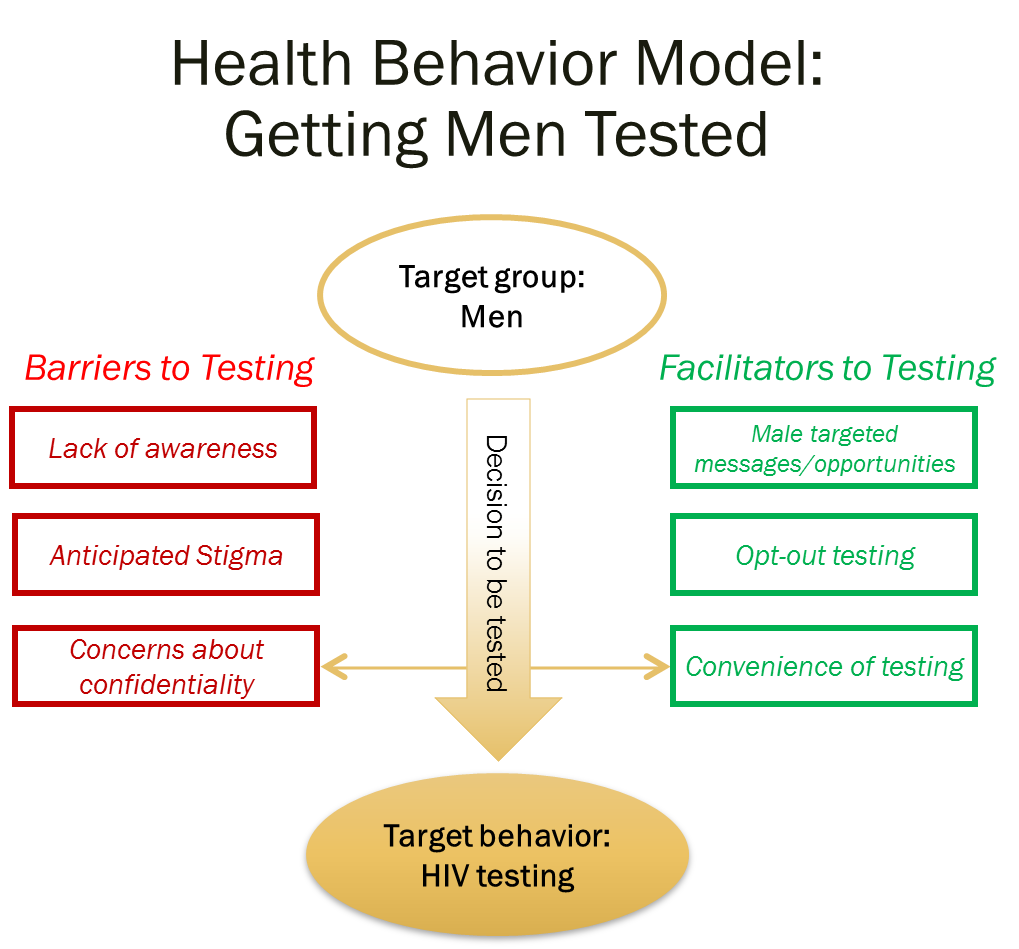 Health Behavior Model:
Getting Men Tested
Target group:
Men
Barriers to Testing
Facilitators to Testing
Lack of awareness
Male targeted
messages/opportunities
Decision to be tested
Anticipated Stigma
Opt-out testing
Concerns about
confidentiality
Convenience of testing
Target behavior:
HIV testing